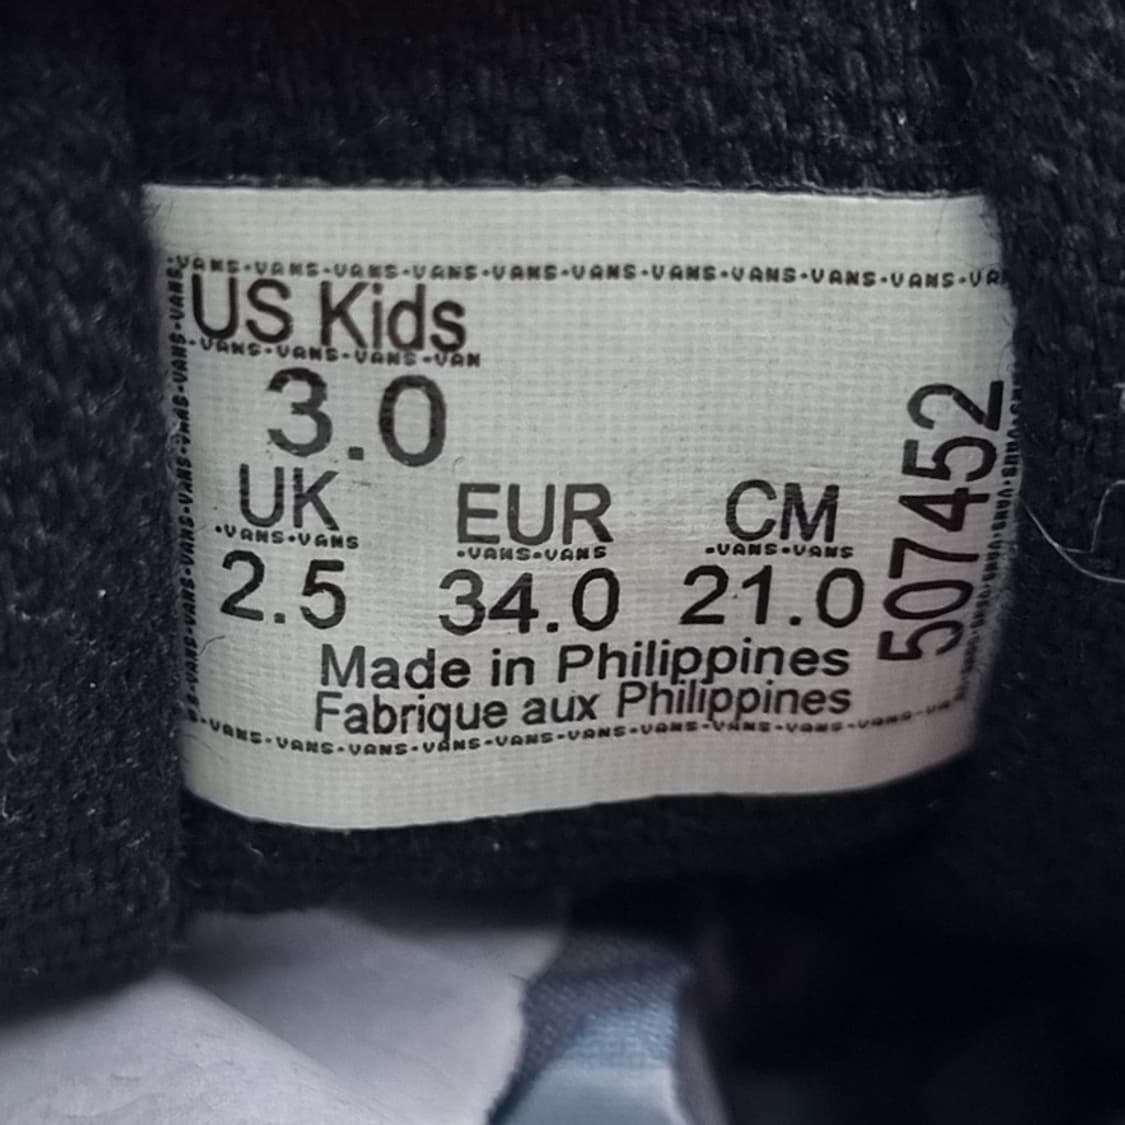 ·VANS·VANS·VANS·VANS·VANS·VANS·VANS·VANS·VANS·VANS·VA
US Kids
·VANS·VANS·VANS·VAN
3.0
UK EUR CM
·VANS·VANS ·VANS·VANS ·VANS·VANS
2.5 34.0 21.0
Made in Philippines
Fabrique aux Philippines
S·VANS·VANS·VANS·VANS·VANS·VANS·VANS·VANS·VANS·VA
507452